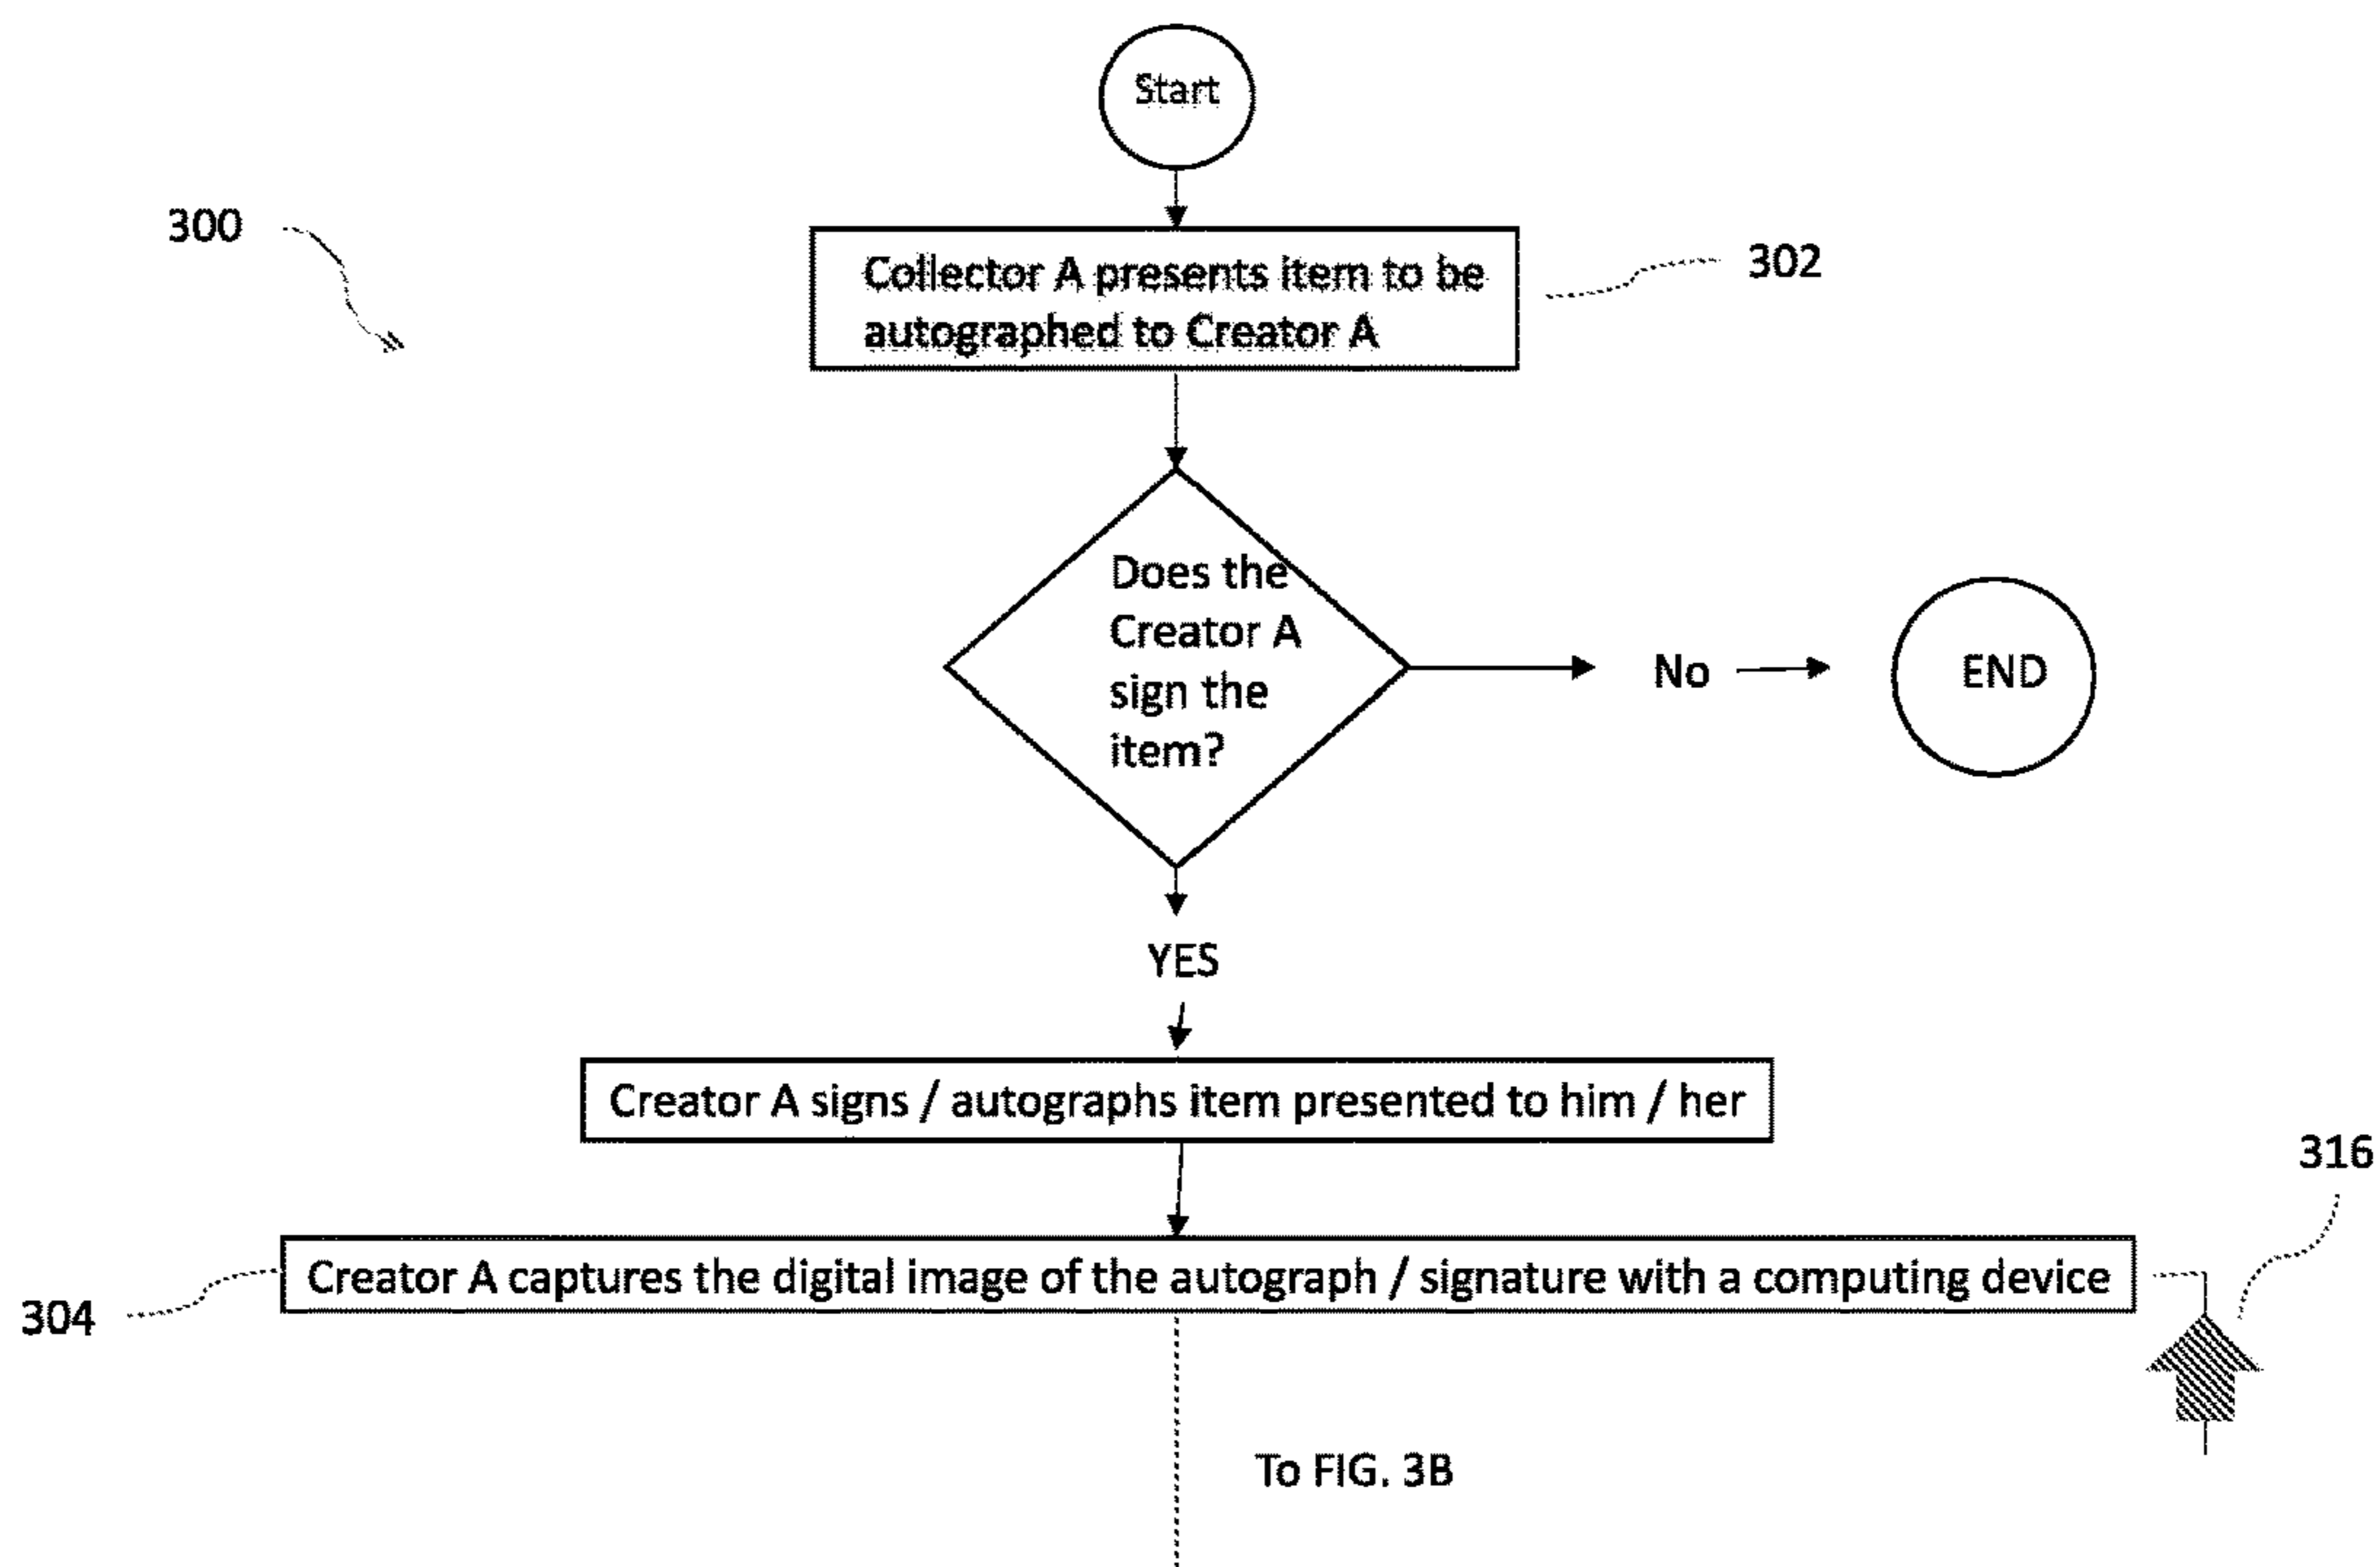 Start
300
Collector A presents item to be
autographed to Creator A
302
Does the
Creator A
sign the
item?
No
END
YES
Creator A signs / autographs item presented to him / her
316
Creator A captures the digital image of the autograph / signature with a computing device
304
To FIG. 3B